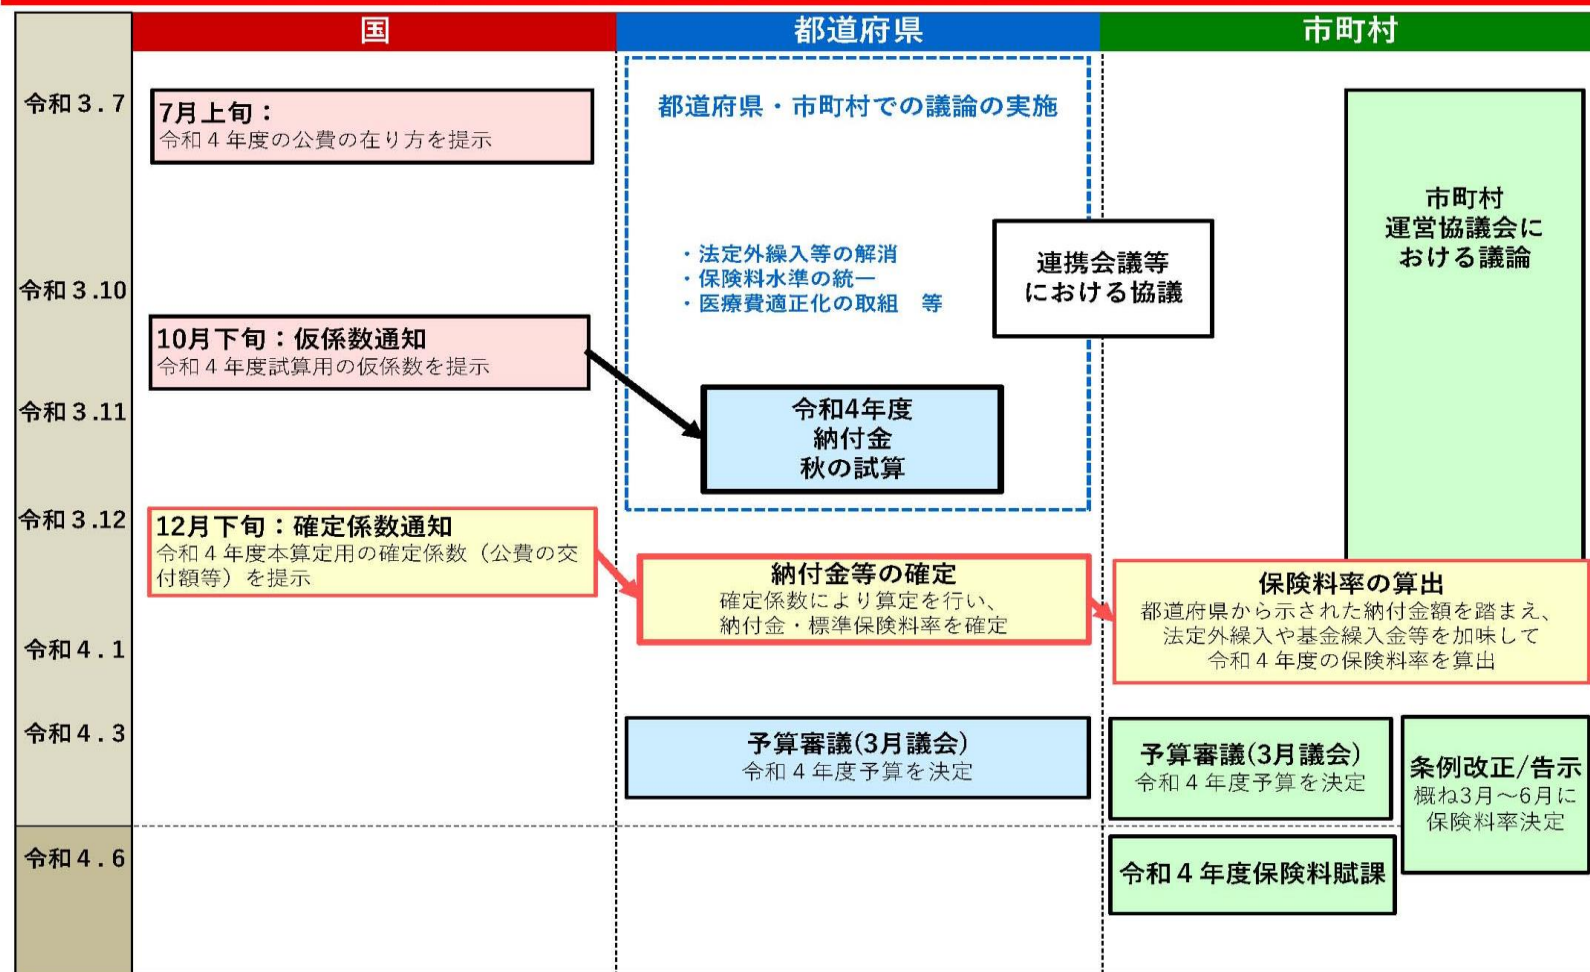 国
都道府県
市町村
令和３.７
令和３.10
令和３.11
令和３.12
令和４.１
令和４.３
令和４.６
7月上旬：
令和４年度の公費の在り方を提示
10月下旬：仮係数通知
令和４年度試算用の仮係数を提示
12月下旬：確定係数通知
令和４年度本算定用の確定係数（公費の交
付額等）を提示
都道府県・市町村での議論の実施
・法定外繰入等の解消
・保険料水準の統一
・医療費適正化の取組　等
連携会議等
における協議
令和4年度
納付金
秋の試算
納付金等の確定
確定係数により算定を行い、
納付金・標準保険料率を確定
予算審議(3月議会)
令和４年度予算を決定
市町村
運営協議会に
おける議論
保険料率の算出
都道府県から示された納付金額を踏まえ、
法定外繰入や基金繰入金等を加味して
令和４年度の保険料率を算出
予算審議(3月議会)
令和４年度予算を決定
条例改正/告示
概ね3月～6月に
保険料率決定
令和４年度保険料賦課